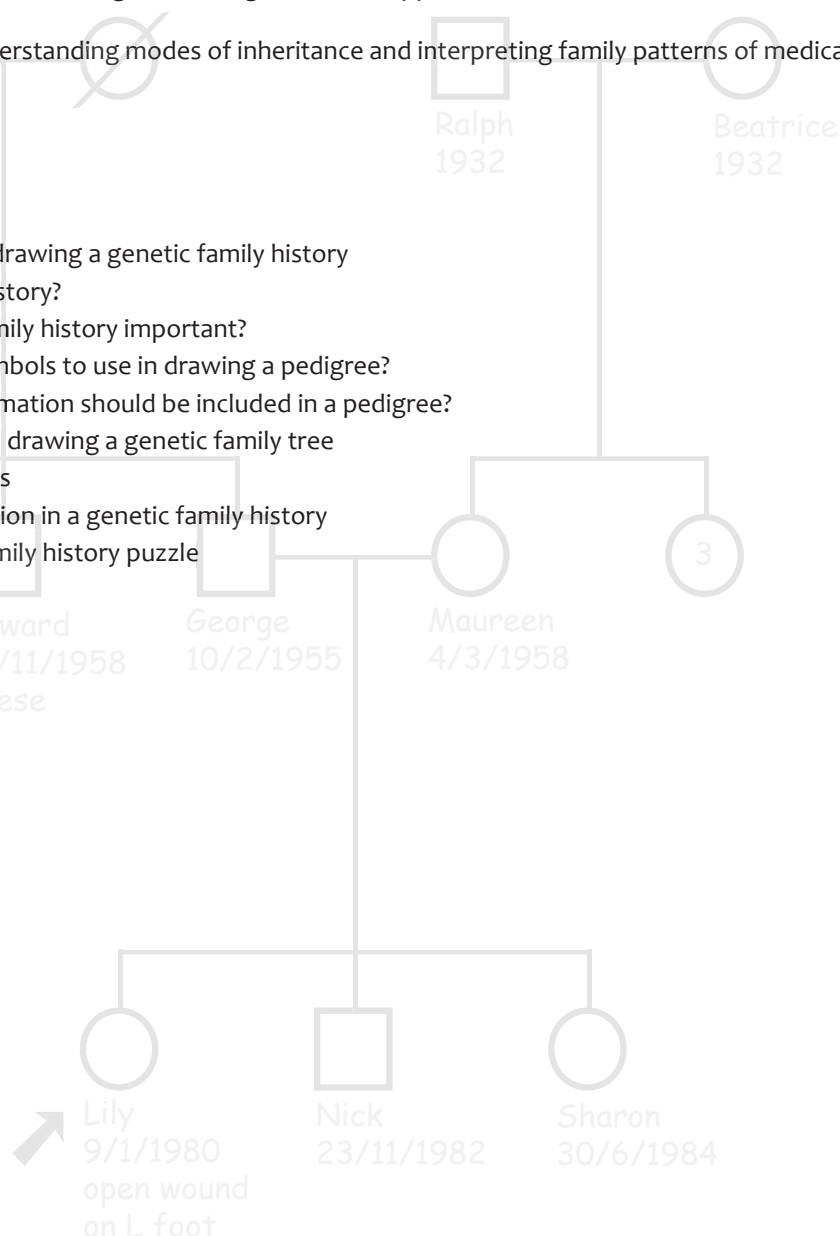 erstanding modes of inheritance and interpreting family patterns of medica
Ralph
1932
Beatrice
1932
drawing a genetic family history
story?
mily history important?
mbols to use in drawing a pedigree?
mation should be included in a pedigree?
drawing a genetic family tree
s
ion in a genetic family history
mily history puzzle
3
ward
/11/1958
ese
George
10/2/1955
Maureen
4/3/1958
Lily
9/1/1980
open wound
on L foot
Nick
23/11/1982
Sharon
30/6/1984